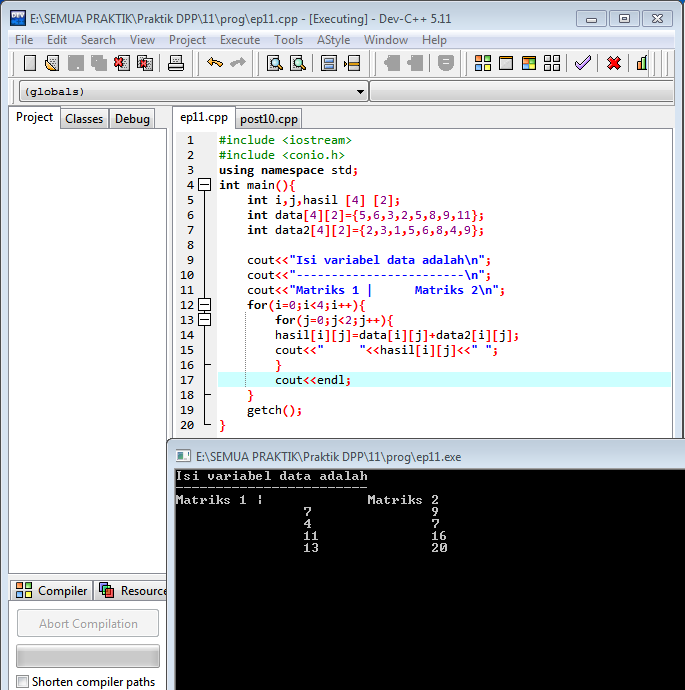 E:\SEMUA PRAKTIK\Praktik DPP\11\prog\ep11.cpp - [Executing] - Dev-C++ 5.11
File Edit Search View Project Execute Tools AStyle Window Help
(globals)
Project Classes Debug
ep11.cpp post10.cpp
1 #include <iostream>
2 #include <conio.h>
3 using namespace std;
4 int main(){
5 int i,j,hasil [4] [2];
6 int data[4][2]={5,6,3,2,5,8,9,11};
7 int data2[4][2]={2,3,1,5,6,8,4,9};
8
9 cout<<"Isi variabel data adalah\n";
10 cout<<"------------------------\n";
11 cout<<"Matriks 1 |      Matriks 2\n";
12 for(i=0;i<4;i++){
13 for(j=0;j<2;j++){
14 hasil[i][j]=data[i][j]+data2[i][j];
15 cout<<"     "<<hasil[i][j]<<" ";
16 }
17 cout<<endl;
18 }
19 getch();
20 }
E:\SEMUA PRAKTIK\Praktik DPP\11\prog\ep11.exe
Isi variabel data adalah
------------------------
Matriks 1 | Matriks 2
7 9
4 7
11 16
13 20
Compiler Resource
Abort Compilation
Shorten compiler paths